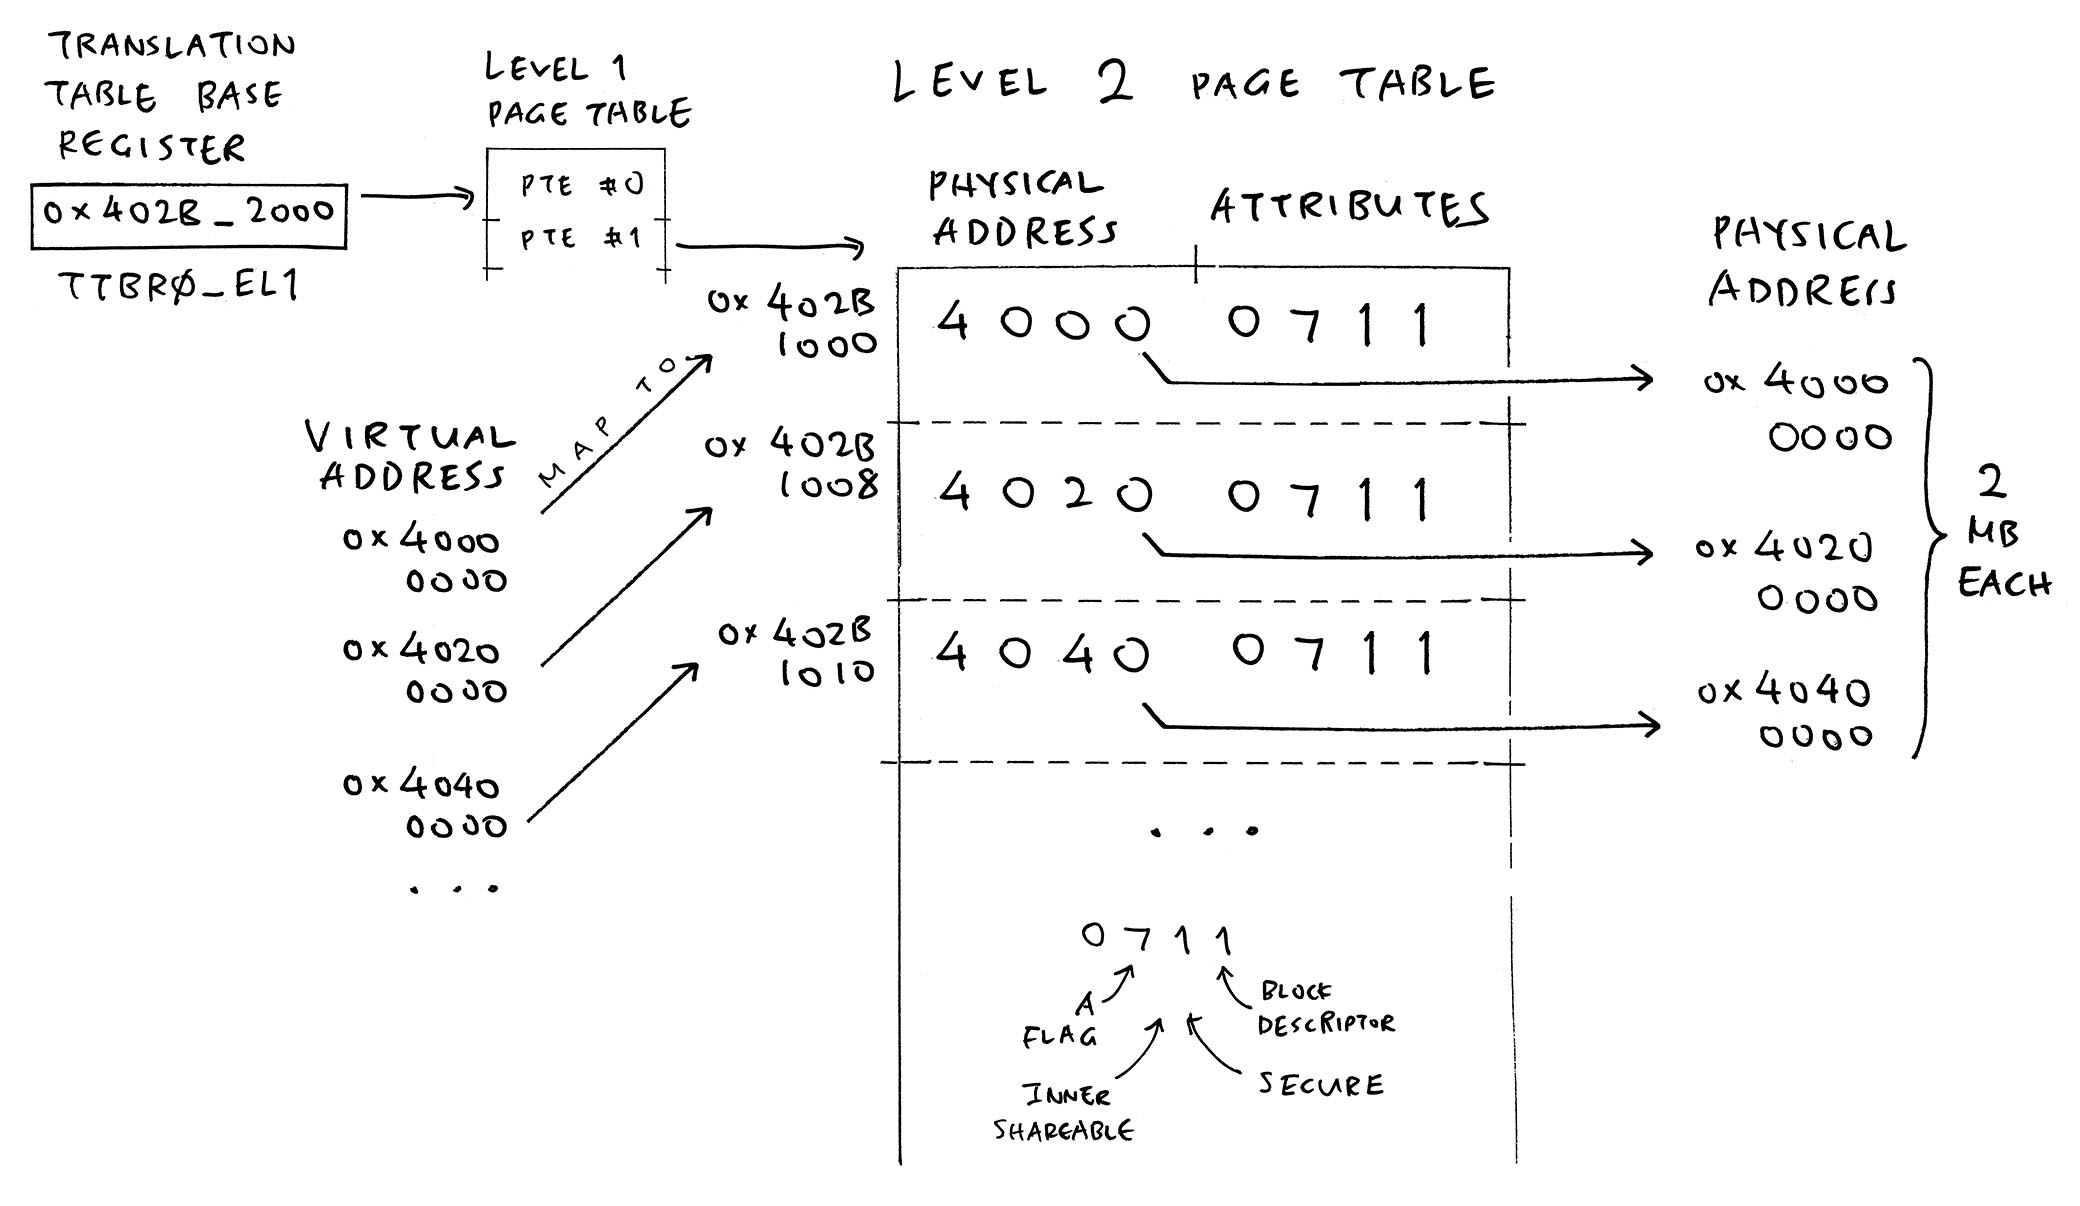 TRANSLATION
TABLE BASE
REGISTER
0x402B_2000
TTBR0_EL1
LEVEL 1
PAGE TABLE
PTE #0
PTE #1
LEVEL 2 PAGE TABLE
PHYSICAL
ADDRESS
ATTRIBUTES
0x 402B
1000
4000 0711
0x 402B
1008
4020 0711
0x 402B
1010
4040 0711
...
MAP TO
VIRTUAL
ADDRESS
0x4000
0000
0x4020
0000
0x4040
0000
...
PHYSICAL
ADDRESS
0x 4000
0000
0x 4020
0000
0x 4040
0000
2
MB
EACH
0711
A
FLAG
INNER
SHAREABLE
BLOCK
DESCRIPTOR
SECURE